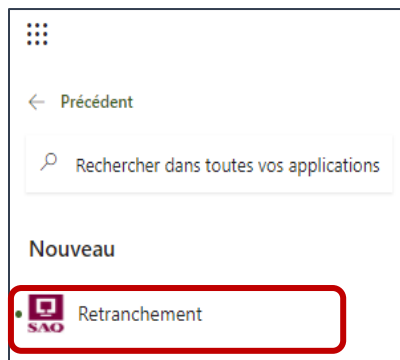 Précédent
Rechercher dans toutes vos applications
Nouveau
SAO
Retranchement